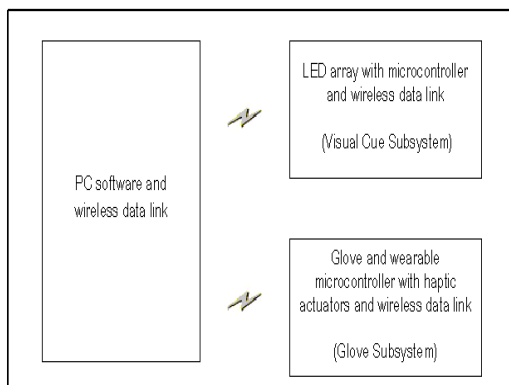 PC software and
wireless data link
LED array with microcontroller
and wireless data link
(Visual Cue Subsystem)
Glove and wearable
microcontroller with haptic
actuators and wireless data link
(Glove Subsystem)